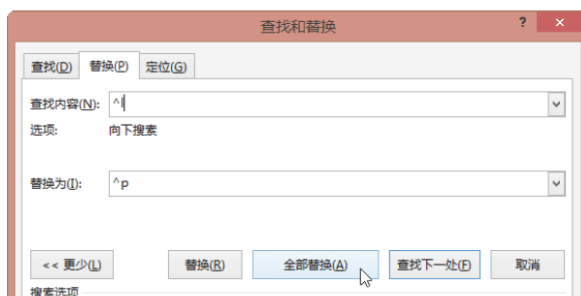 查找和替换
? ×
查找(D) 替换(P) 定位(G)
查找内容(N): ^l
选项: 向下搜索
替换为(I): ^p
<< 更少(L) 替换(R) 全部替换(A) 查找下一处(F) 取消
搜索选项